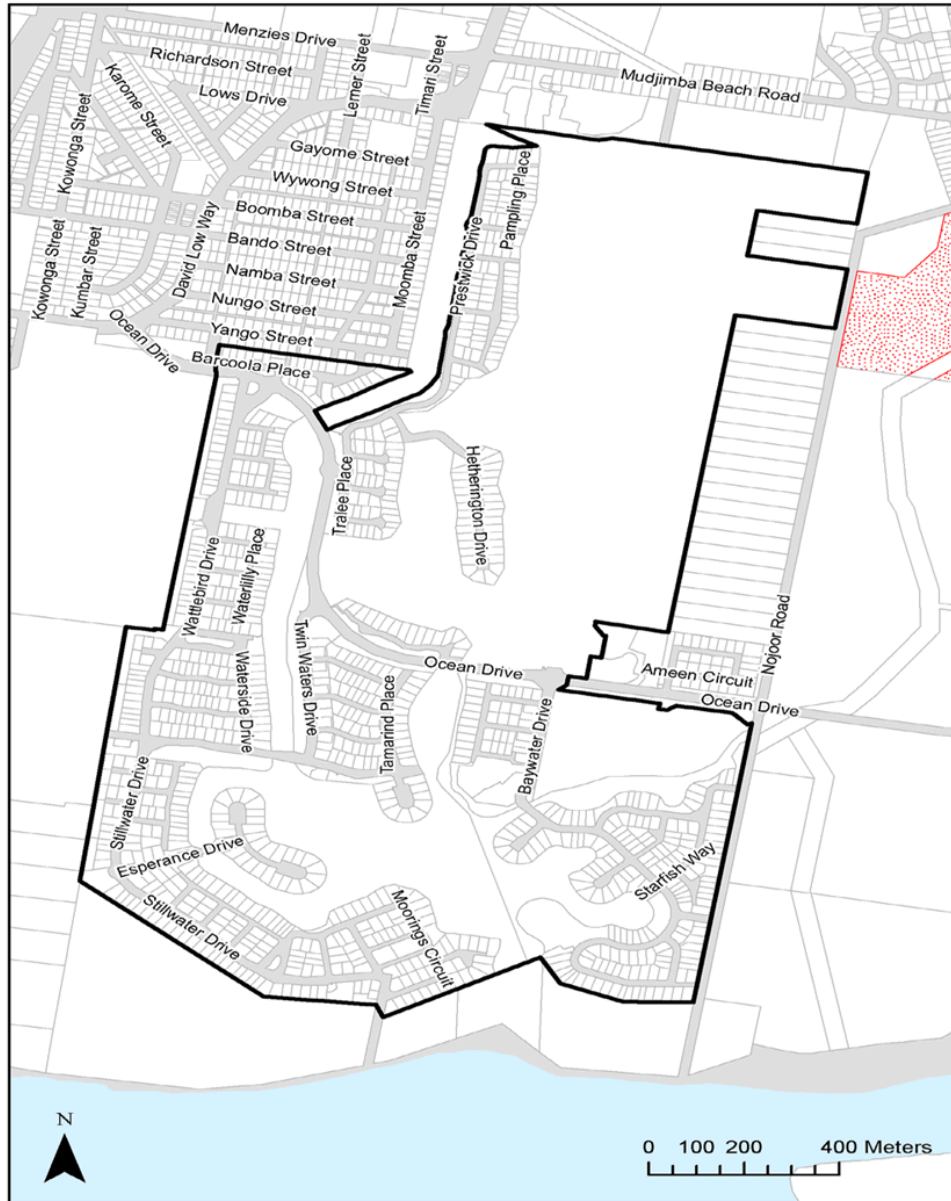 Menzies Drive
Richardson Street
Lows Drive
Karome Street
Lerner Street
Timari Street
Mudjimba Beach Road
Kowonga Street
Gayome Street
Wywong Street
Boomba Street
Bando Street
Namba Street
Nungo Street
Yango Street
Barcoola Place
David Low Way
Kowonga Street
Kumbar Street
Ocean Drive
Moomba Street
Prestwick Drive
Pampling Place
Tralee Place
Hetherington Drive
Wattlebird Drive
Waterlilly Place
Waterside Drive
Twin Waters Drive
Tamarind Place
Ocean Drive
Ameen Circuit
Ocean Drive
Nojoor Road
Baywater Drive
Stillwater Drive
Esperance Drive
Stillwater Drive
Moorings Circuit
Starfish Way
N
0 100 200 400 Meters